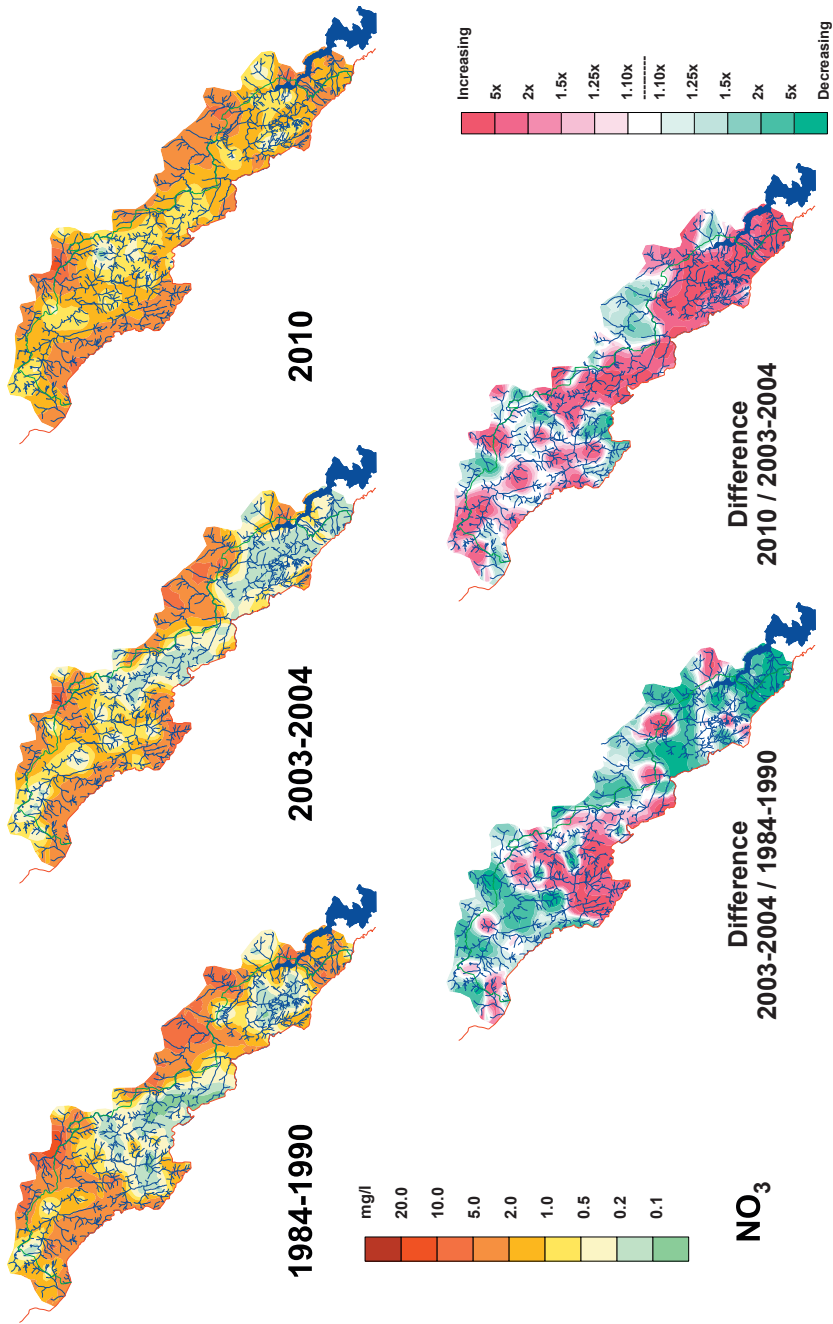 1984-1990
2003-2004
2010
mg/l
20.0
10.0
5.0
2.0
1.0
0.5
0.2
0.1
NO3
Difference
2003-2004 / 1984-1990
Difference
2010 / 2003-2004
Increasing
5x
2x
1.5x
1.25x
1.10x
1.10x
1.25x
1.5x
2x
5x
Decreasing